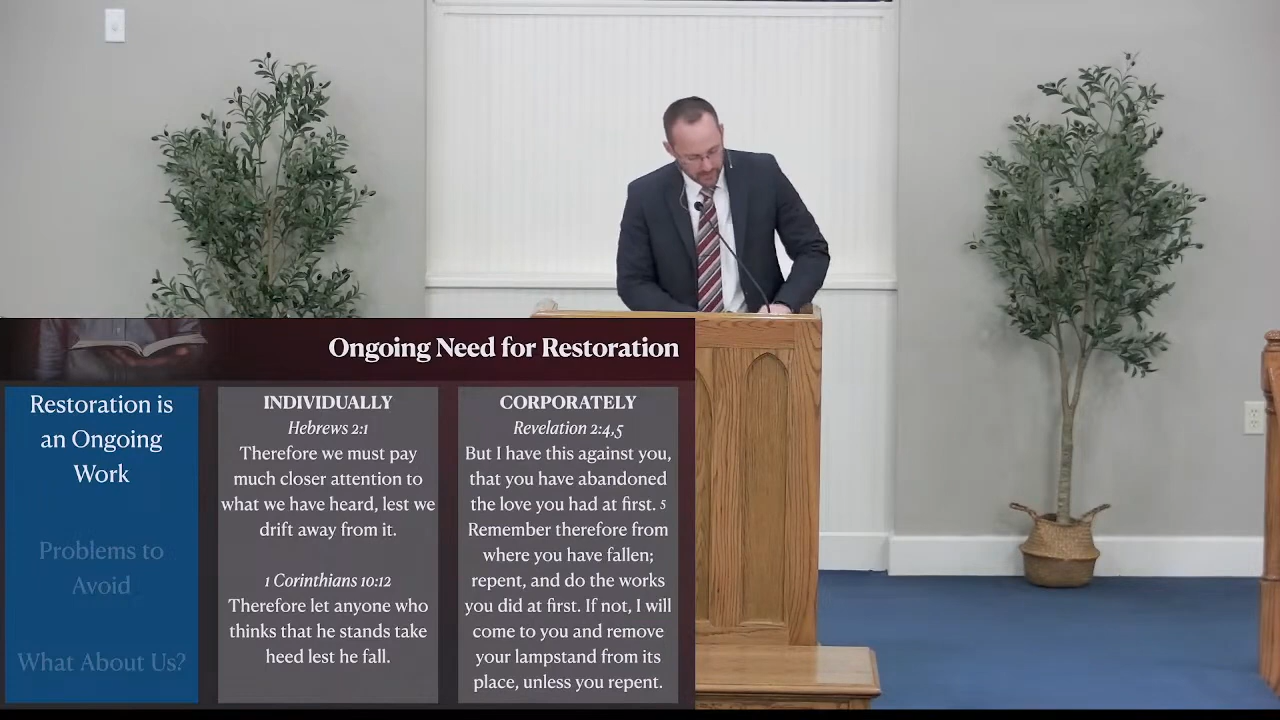 Ongoing Need for Restoration
Restoration is
an Ongoing
Work
Problems to
Avoid
What About Us?
INDIVIDUALLY
Hebrews 2:1
Therefore we must pay
much closer attention to
what we have heard, lest we
drift away from it.
1 Corinthians 10:12
Therefore let anyone who
thinks that he stands take
heed lest he fall.
CORPORATELY
Revelation 2:4,5
But I have this against you,
that you have abandoned
the love you had at first. 5
Remember therefore from
where you have fallen;
repent, and do the works
you did at first. If not, I will
come to you and remove
your lampstand from its
place, unless you repent.